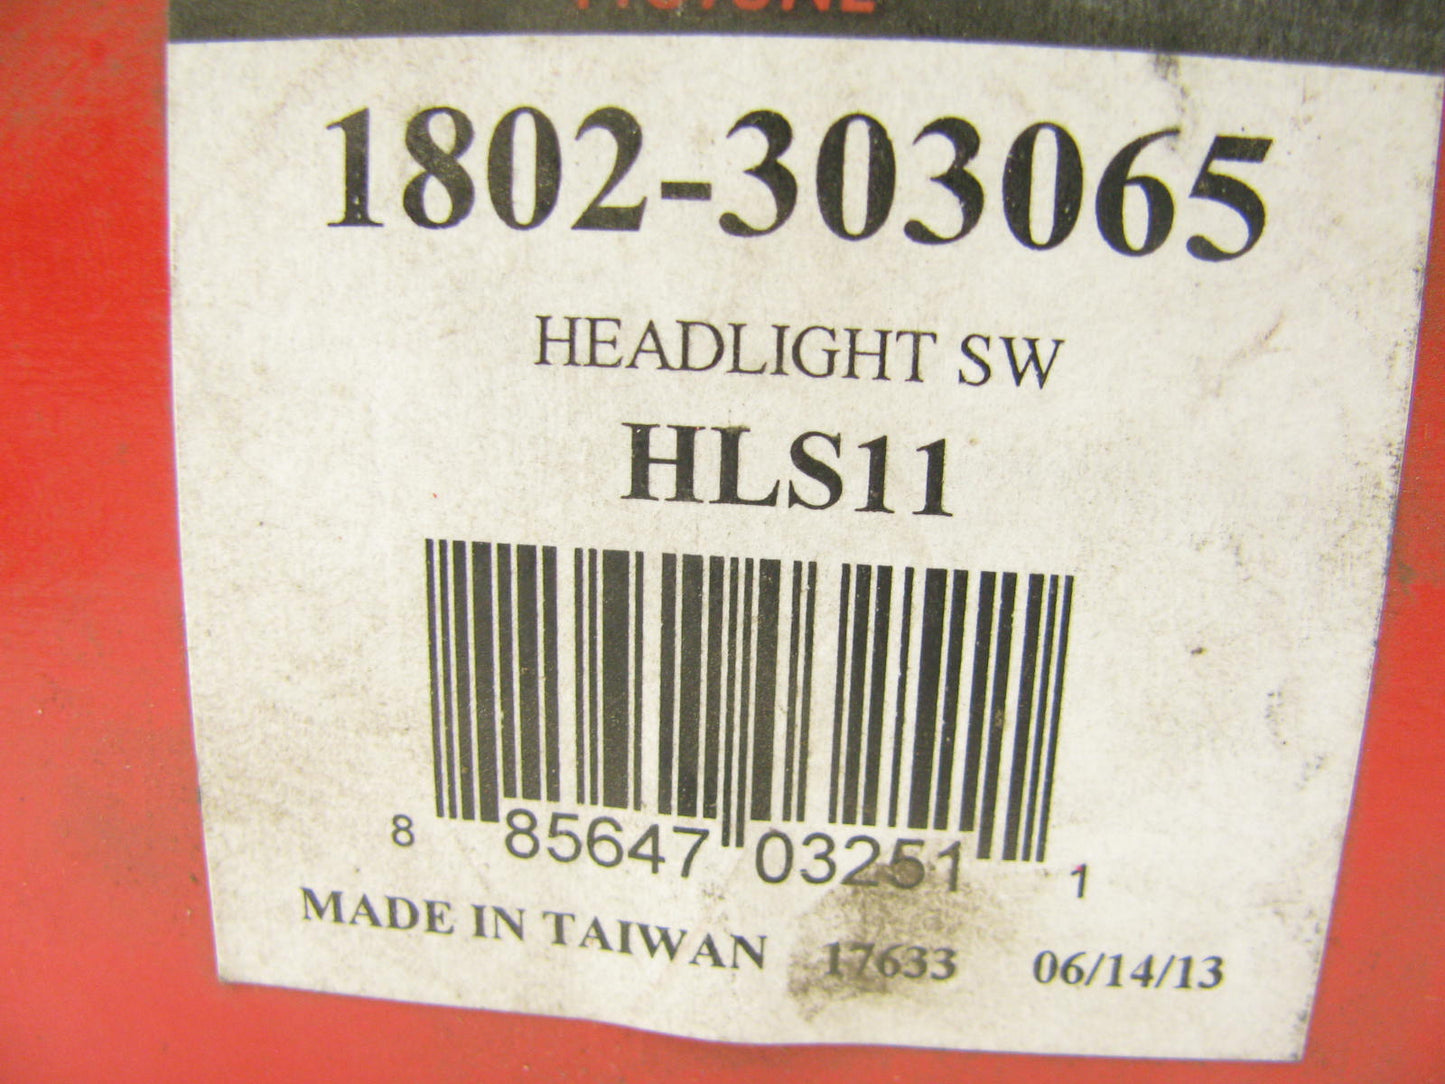 1802-303065
HEADLIGHT SW
HLS11
8 85647 03251 1
MADE IN TAIWAN 17633 06/14/13